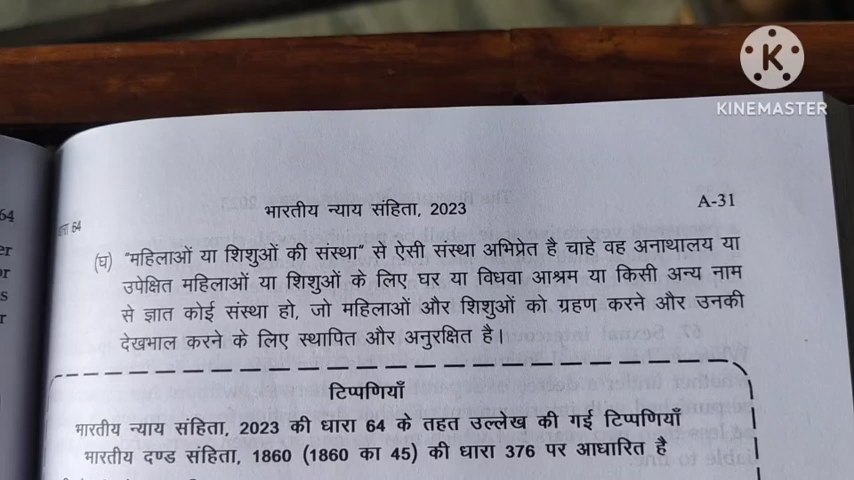 KINEMASTER
64
धारा 64
भारतीय न्याय संहिता, 2023
A-31
(घ) "महिलाओं या शिशुओं की संस्था" से ऐसी संस्था अभिप्रेत है चाहे वह अनाथालय या
उपेक्षित महिलाओं या शिशुओं के लिए घर या विधवा आश्रम या किसी अन्य नाम
से ज्ञात कोई संस्था हो, जो महिलाओं और शिशुओं को ग्रहण करने और उनकी
देखभाल करने के लिए स्थापित और अनुरक्षित है।
टिप्पणियाँ
भारतीय न्याय संहिता, 2023 की धारा 64 के तहत उल्लेख की गई टिप्पणियाँ
भारतीय दण्ड संहिता, 1860 (1860 का 45) की धारा 376 पर आधारित है